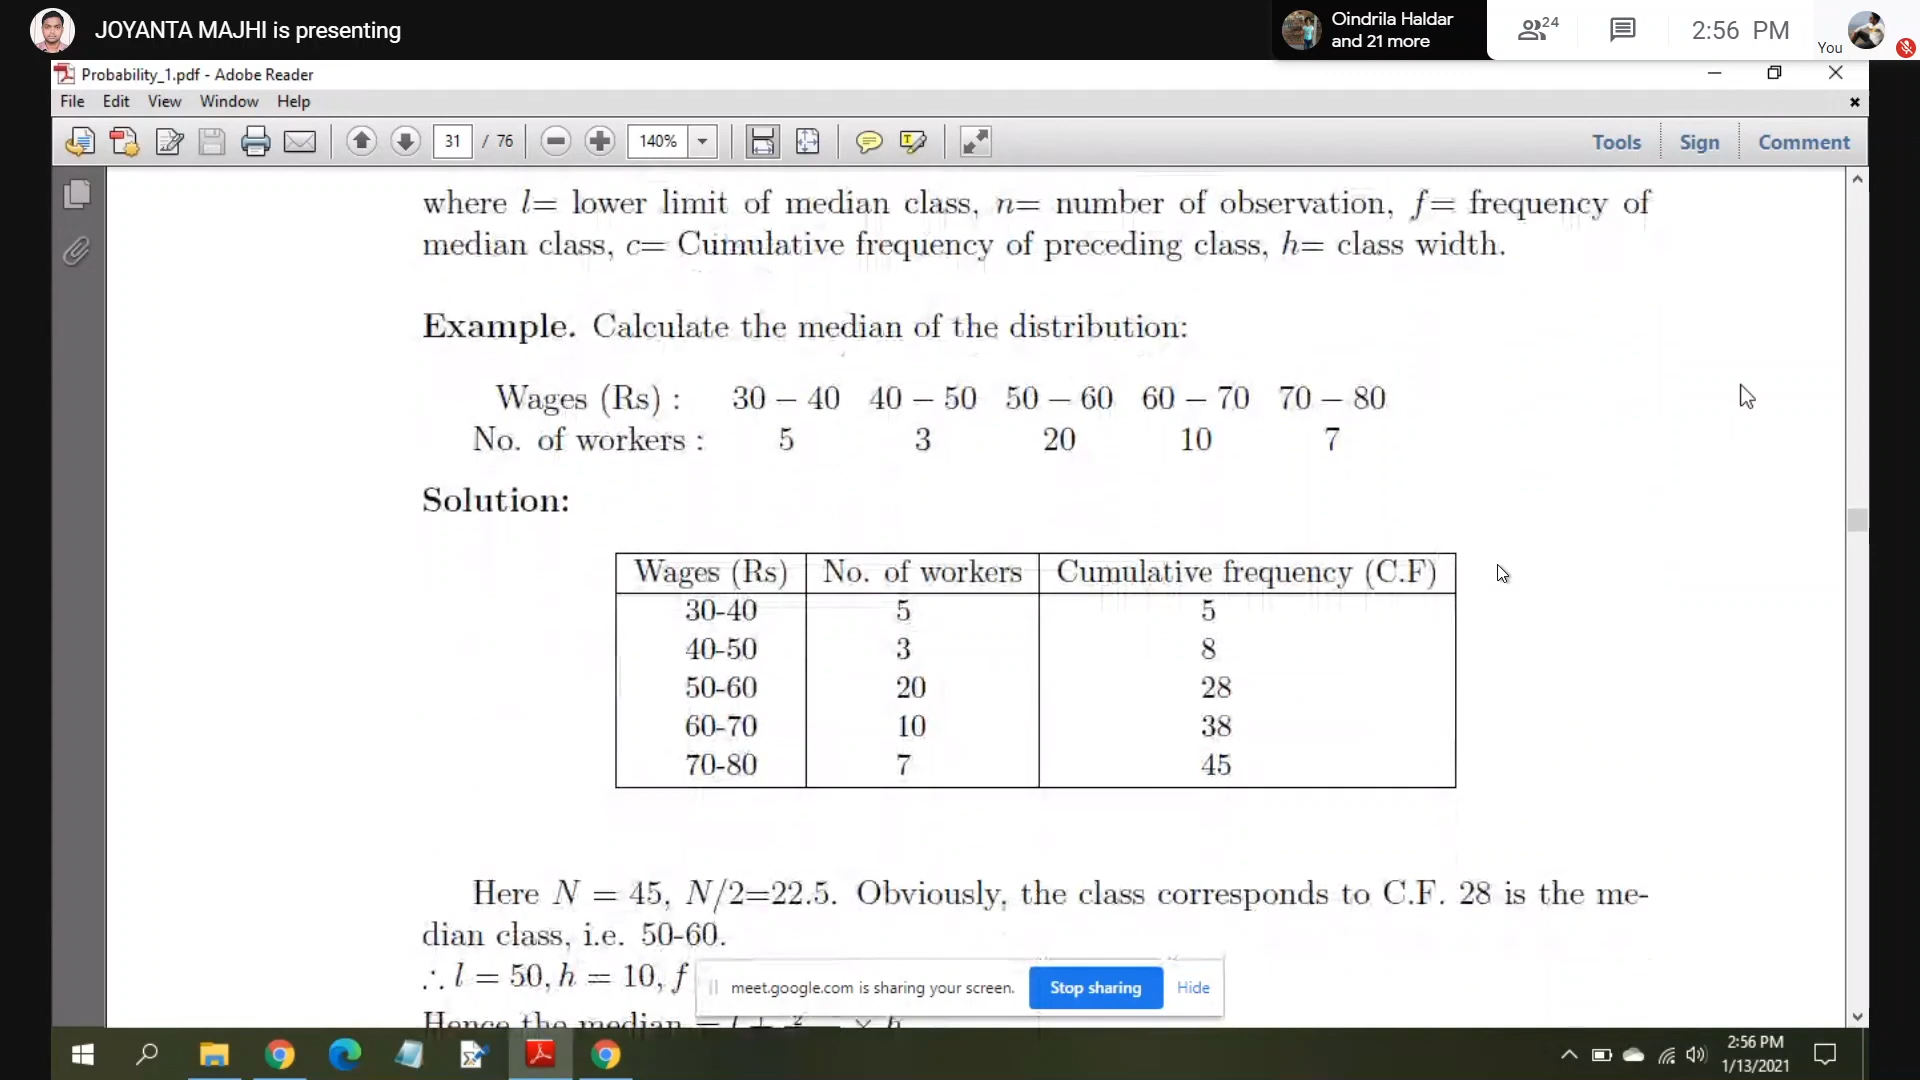 JOYANTA MAJHI is presenting
Oindrila Haldar
and 21 more
24
2:56 PM
You
Probability_1.pdf - Adobe Reader
File Edit View Window Help
31 / 76
140%
Tools Sign Comment
where l= lower limit of median class, n= number of observation, f= frequency of
median class, c= Cumulative frequency of preceding class, h= class width.
Example. Calculate the median of the distribution:
Wages (Rs) : 30 – 40 40 – 50 50 – 60 60 – 70 70 – 80
No. of workers : 5 3 20 10 7
Solution:
Wages (Rs) No. of workers Cumulative frequency (C.F)
30-40 5 5
40-50 3 8
50-60 20 28
60-70 10 38
70-80 7 45
Here N = 45, N/2=22.5. Obviously, the class corresponds to C.F. 28 is the me-
dian class, i.e. 50-60.
∴ l = 50, h = 10, f
meet.google.com is sharing your screen. Stop sharing Hide
Hence the median = l +
2:56 PM
1/13/2021